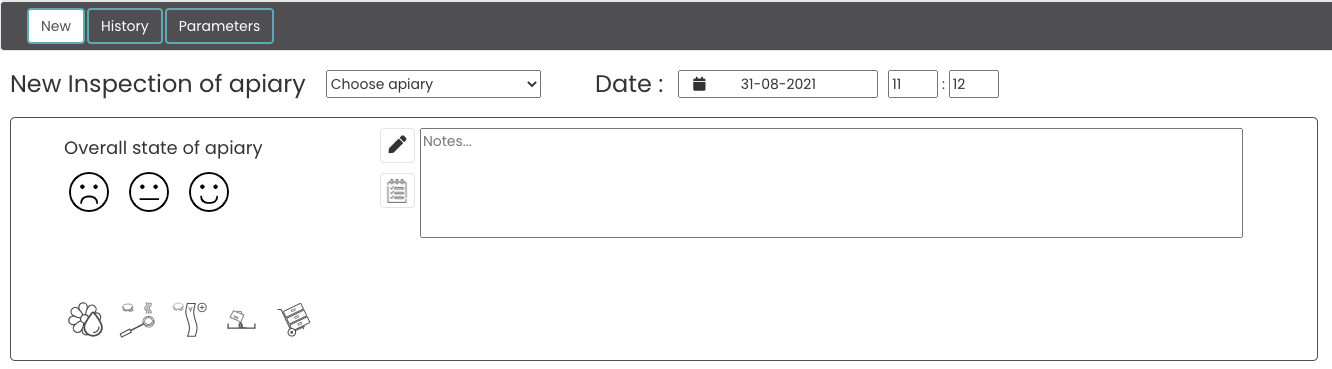 New History Parameters
New Inspection of apiary Choose apiary Date : 31-08-2021 11 : 12
Overall state of apiary
Notes...